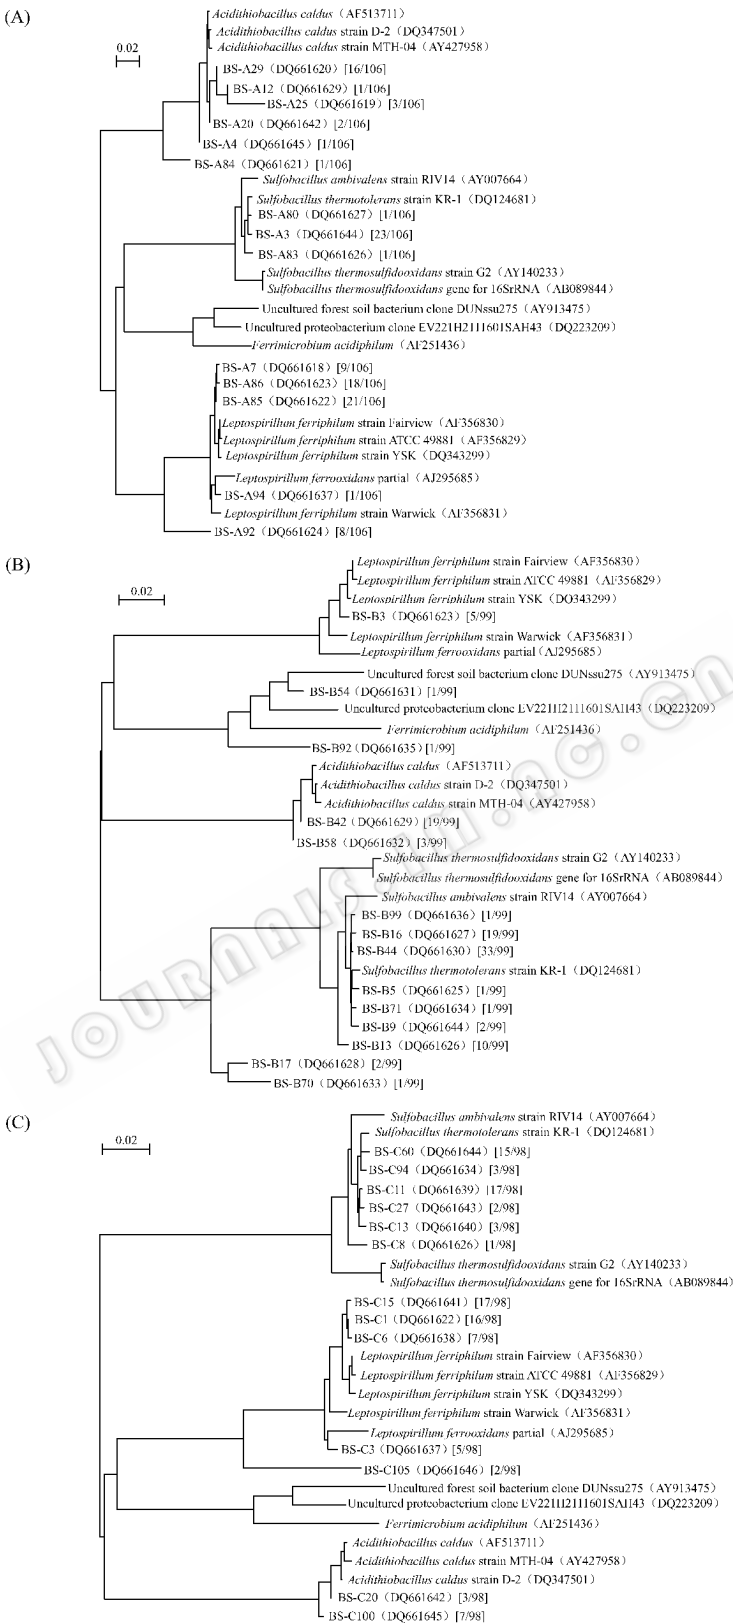 (A)
0.02
Acidithiobacillus caldus (AF513711)
Acidithiobacillus caldus strain D-2 (DQ347501)
Acidithiobacillus caldus strain MTH-04 (AY427958)
BS-A29 (DQ661620) [16/106]
BS-A12 (DQ661629) [1/106]
BS-A25 (DQ661619) [3/106]
BS-A20 (DQ661642) [2/106]
BS-A4 (DQ661645) [1/106]
BS-A84 (DQ661621) [1/106]
Sulfobacillus ambivalens strain RIV14 (AY007664)
Sulfobacillus thermotolerans strain KR-1 (DQ124681)
BS-A80 (DQ661627) [1/106]
BS-A3 (DQ661644) [23/106]
BS-A83 (DQ661626) [1/106]
Sulfobacillus thermosulfidooxidans strain G2 (AY140233)
Sulfobacillus thermosulfidooxidans gene for 16SrRNA (AB089844)
Uncultured forest soil bacterium clone DUNssu275 (AY913475)
Uncultured proteobacterium clone EV221H2111601SAH43 (DQ223209)
Ferrimicrobium acidiphilum (AF251436)
BS-A7 (DQ661618) [9/106]
BS-A86 (DQ661623) [18/106]
BS-A85 (DQ661622) [21/106]
Leptospirillum ferriphilum strain Fairview (AF356830)
Leptospirillum ferriphilum strain ATCC 49881 (AF356829)
Leptospirillum ferriphilum strain YSK (DQ343299)
Leptospirillum ferrooxidans partial (AJ295685)
BS-A94 (DQ661637) [1/106]
Leptospirillum ferriphilum strain Warwick (AF356831)
BS-A92 (DQ661624) [8/106]
(B)
0.02
Leptospirillum ferriphilum strain Fairview (AF356830)
Leptospirillum ferriphilum strain ATCC 49881 (AF356829)
Leptospirillum ferriphilum strain YSK (DQ343299)
BS-B3 (DQ661623) [5/99]
Leptospirillum ferriphilum strain Warwick (AF356831)
Leptospirillum ferrooxidans partial (AJ295685)
Uncultured forest soil bacterium clone DUNssu275 (AY913475)
BS-B54 (DQ661631) [1/99]
Uncultured proteobacterium clone EV221H2111601SAH43 (DQ223209)
Ferrimicrobium acidiphilum (AF251436)
BS-B92 (DQ661635) [1/99]
Acidithiobacillus caldus (AF513711)
Acidithiobacillus caldus strain D-2 (DQ347501)
Acidithiobacillus caldus strain MTH-04 (AY427958)
BS-B42 (DQ661629) [19/99]
BS-B58 (DQ661632) [3/99]
Sulfobacillus thermosulfidooxidans strain G2 (AY140233)
Sulfobacillus thermosulfidooxidans gene for 16SrRNA (AB089844)
Sulfobacillus ambivalens strain RIV14 (AY007664)
BS-B99 (DQ661636) [1/99]
BS-B16 (DQ661627) [19/99]
BS-B44 (DQ661630) [33/99]
Sulfobacillus thermotolerans strain KR-1 (DQ124681)
BS-B5 (DQ661625) [1/99]
BS-B71 (DQ661634) [1/99]
BS-B9 (DQ661644) [2/99]
BS-B13 (DQ661626) [10/99]
BS-B17 (DQ661628) [2/99]
BS-B70 (DQ661633) [1/99]
JOURNALS.IM.AC.CN
(C)
0.02
Sulfobacillus ambivalens strain RIV14 (AY007664)
Sulfobacillus thermotolerans strain KR-1 (DQ124681)
BS-C60 (DQ661644) [15/98]
BS-C94 (DQ661634) [3/98]
BS-C11 (DQ661639) [17/98]
BS-C27 (DQ661643) [2/98]
BS-C13 (DQ661640) [3/98]
BS-C8 (DQ661626) [1/98]
Sulfobacillus thermosulfidooxidans strain G2 (AY140233)
Sulfobacillus thermosulfidooxidans gene for 16SrRNA (AB089844)
BS-C15 (DQ661641) [17/98]
BS-C1 (DQ661622) [16/98]
BS-C6 (DQ661638) [7/98]
Leptospirillum ferriphilum strain Fairview (AF356830)
Leptospirillum ferriphilum strain ATCC 49881 (AF356829)
Leptospirillum ferriphilum strain YSK (DQ343299)
Leptospirillum ferriphilum strain Warwick (AF356831)
Leptospirillum ferrooxidans partial (AJ295685)
BS-C3 (DQ661637) [5/98]
BS-C105 (DQ661646) [2/98]
Uncultured forest soil bacterium clone DUNssu275 (AY913475)
Uncultured proteobacterium clone EV221H2111601SAH43 (DQ223209)
Ferrimicrobium acidiphilum (AF251436)
Acidithiobacillus caldus (AF513711)
Acidithiobacillus caldus strain MTH-04 (AY427958)
Acidithiobacillus caldus strain D-2 (DQ347501)
BS-C20 (DQ661642) [3/98]
BS-C100 (DQ661645) [7/98]